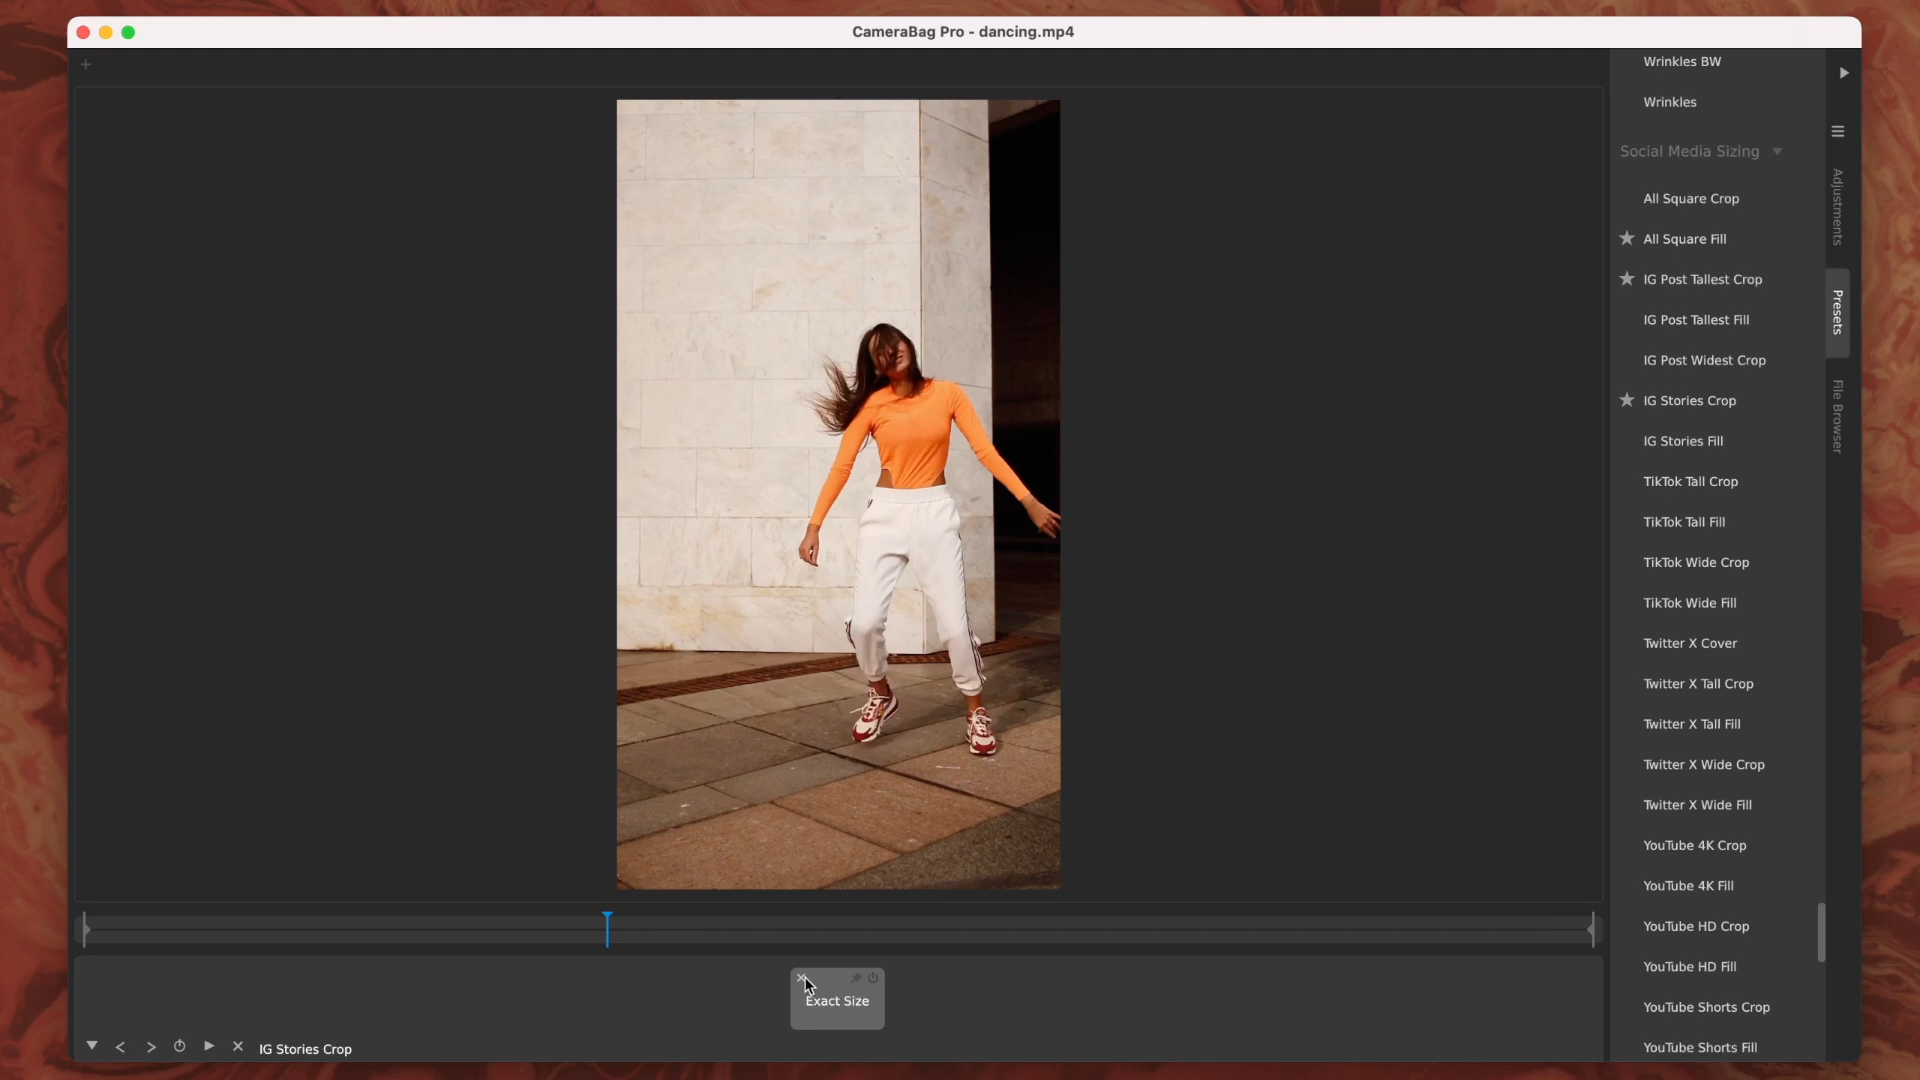 CameraBag Pro - dancing.mp4
Wrinkles BW
Wrinkles
Social Media Sizing
All Square Crop
All Square Fill
IG Post Tallest Crop
IG Post Tallest Fill
IG Post Widest Crop
IG Stories Crop
IG Stories Fill
TikTok Tall Crop
TikTok Tall Fill
TikTok Wide Crop
TikTok Wide Fill
Twitter X Cover
Twitter X Tall Crop
Twitter X Tall Fill
Twitter X Wide Crop
Twitter X Wide Fill
YouTube 4K Crop
YouTube 4K Fill
YouTube HD Crop
YouTube HD Fill
YouTube Shorts Crop
YouTube Shorts Fill
Adjustments
Presets
File Browser
Exact Size
IG Stories Crop